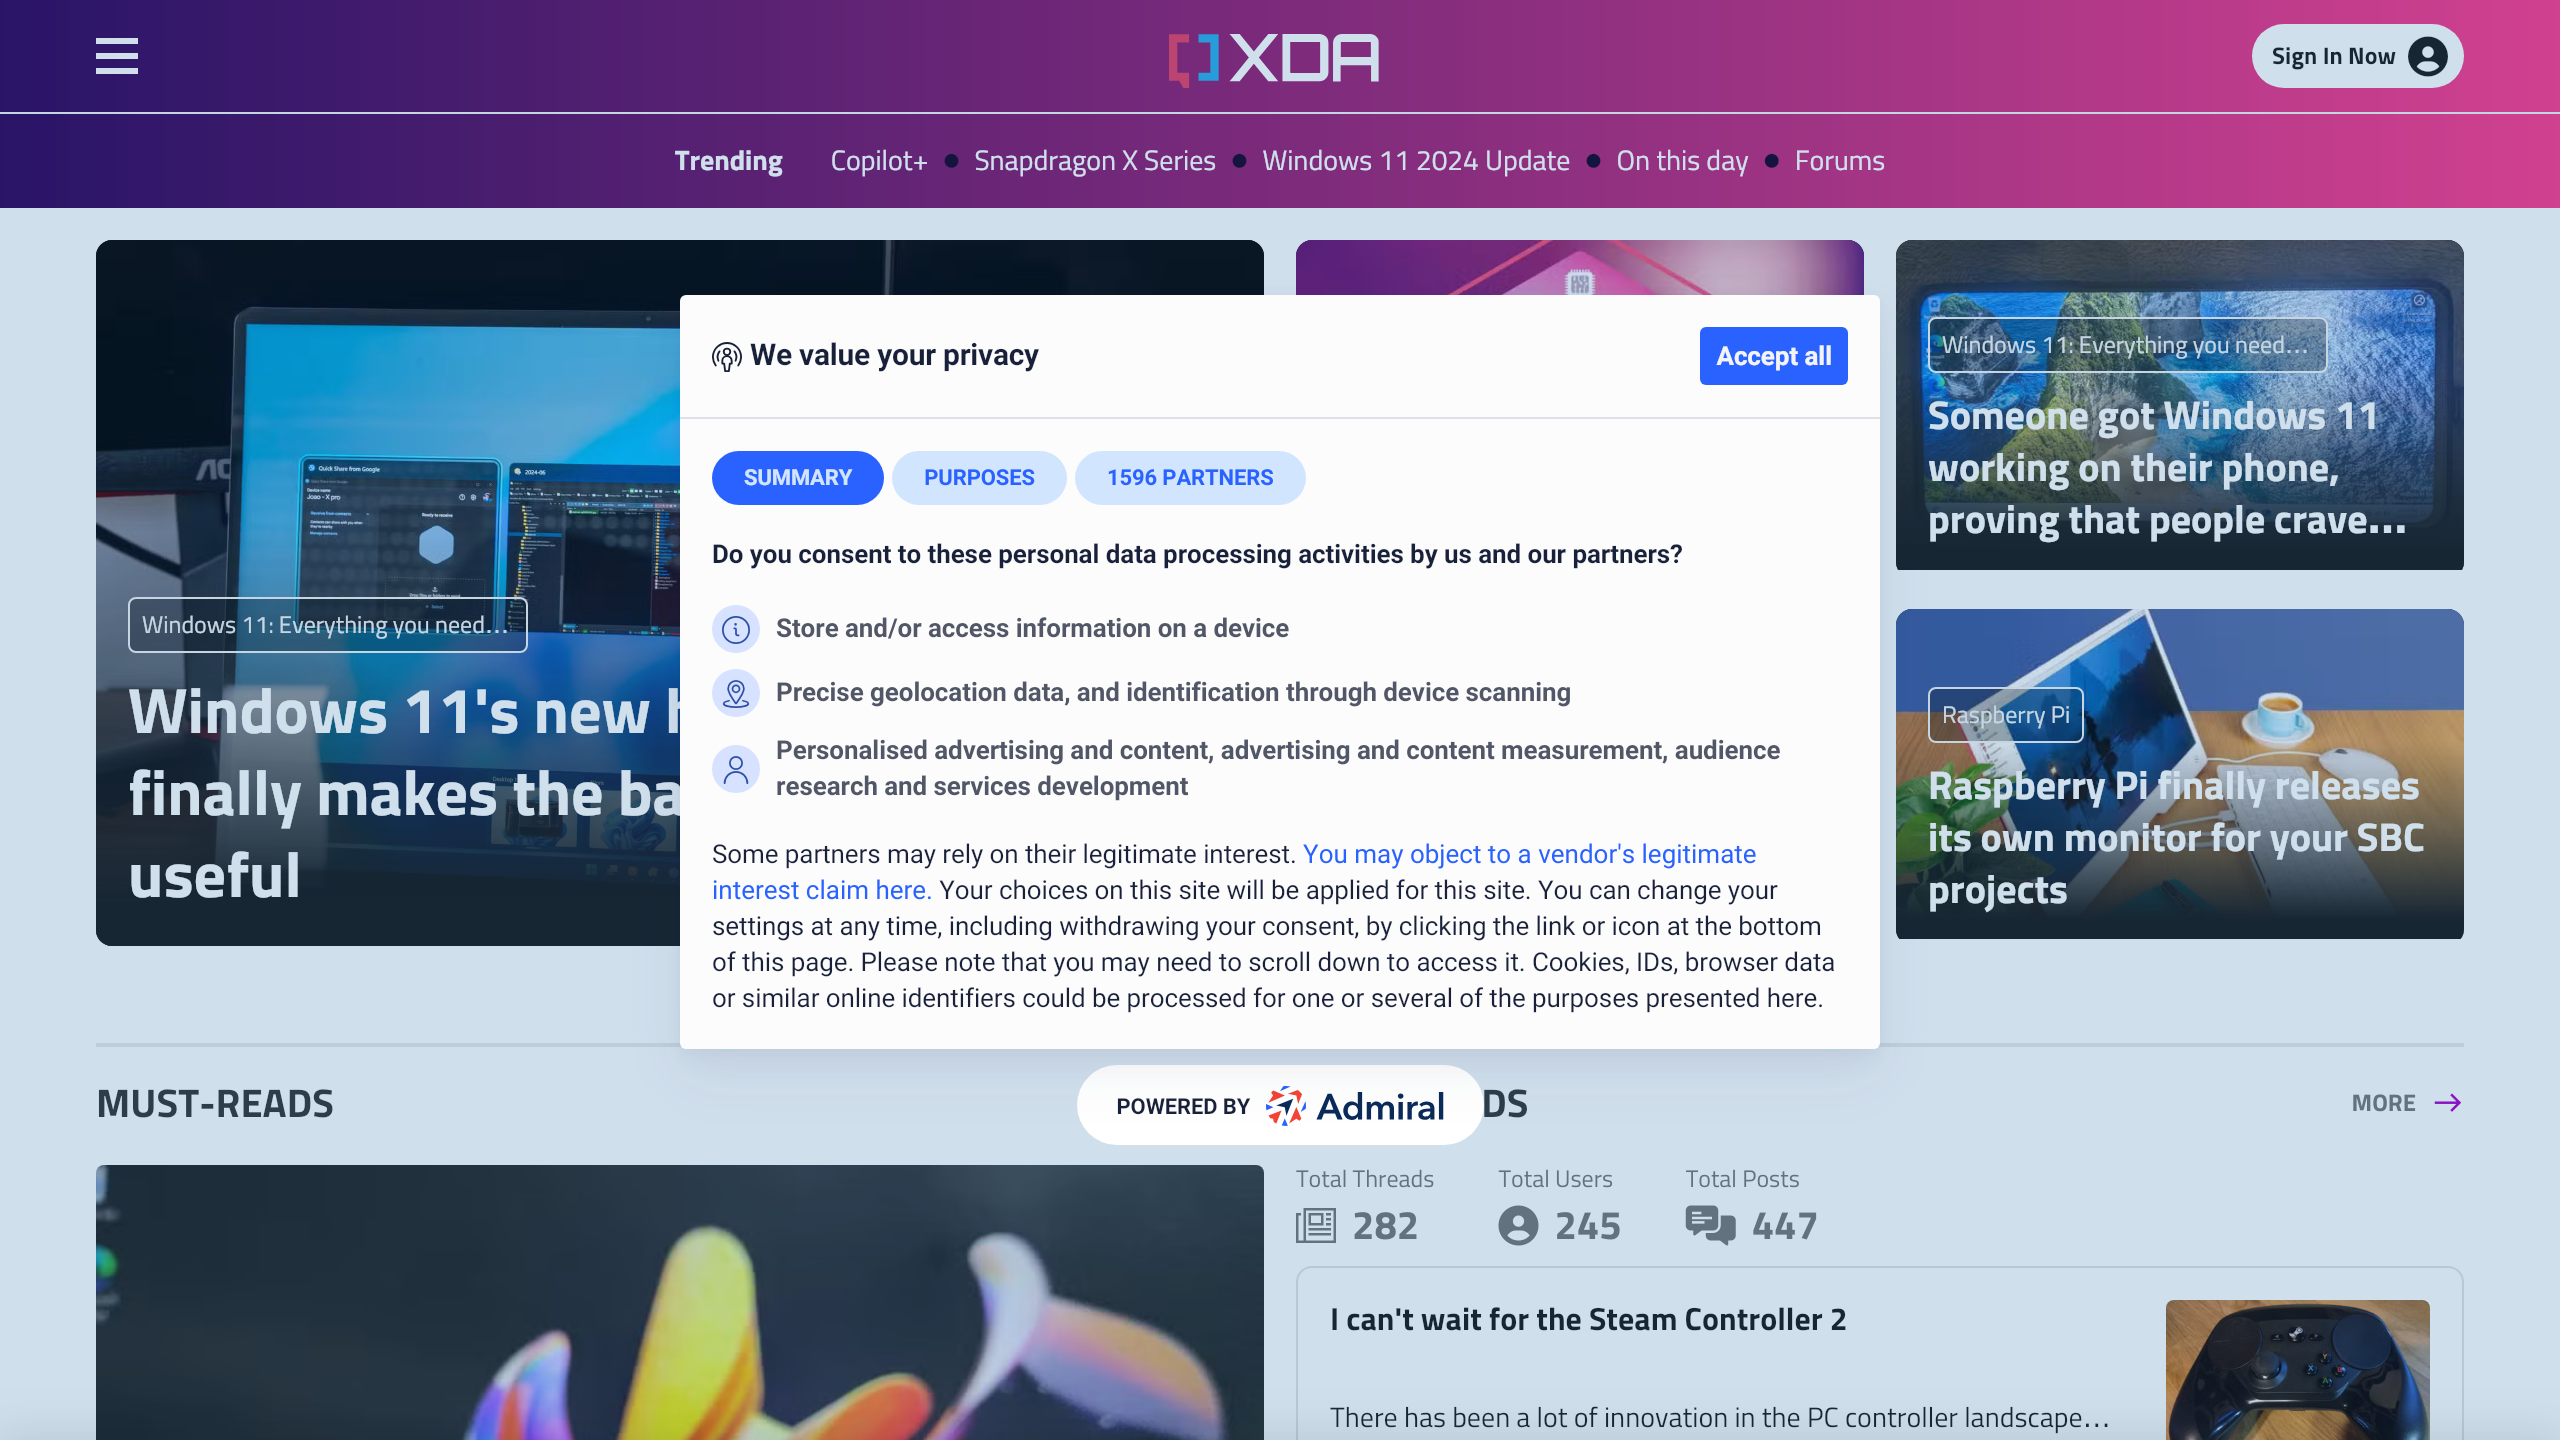 XDA
Sign In Now
Trending
Copilot+
Snapdragon X Series
Windows 11 2024 Update
On this day
Forums
Windows 11: Everything you need...
Windows 11's new
finally makes the
useful
We value your privacy
Accept all
SUMMARY
PURPOSES
1596 PARTNERS
Do you consent to these personal data processing activities by us and our partners?
Store and/or access information on a device
Precise geolocation data, and identification through device scanning
Personalised advertising and content, advertising and content measurement, audience
research and services development
Some partners may rely on their legitimate interest. You may object to a vendor's legitimate
interest claim here. Your choices on this site will be applied for this site. You can change your
settings at any time, including withdrawing your consent, by clicking the link or icon at the bottom
of this page. Please note that you may need to scroll down to access it. Cookies, IDs, browser data
or similar online identifiers could be processed for one or several of the purposes presented here.
POWERED BY Admiral
Windows 11: Everything you need...
Someone got Windows 11
working on their phone,
proving that people crave...
Raspberry Pi
Raspberry Pi finally releases
its own monitor for your SBC
projects
Quick Share from Google
MUST-READS
DS
MORE
Total Threads
282
Total Users
245
Total Posts
447
I can't wait for the Steam Controller 2
There has been a lot of innovation in the PC controller landscape...